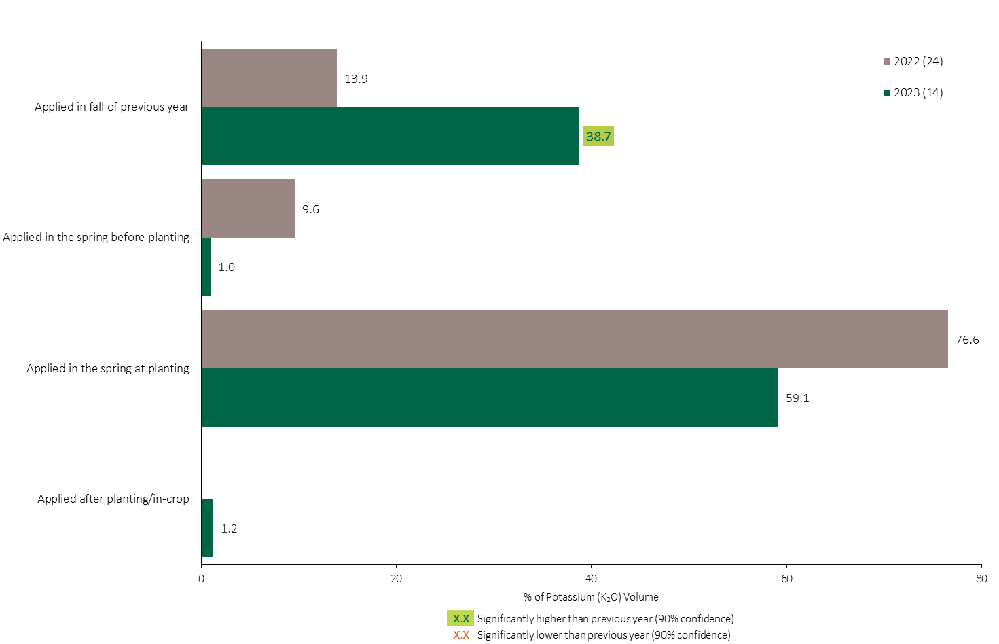 2022 (24)
2023 (14)
Applied in fall of previous year
13.9
38.7
Applied in the spring before planting
9.6
1.0
Applied in the spring at planting
76.6
59.1
Applied after planting/in-crop
1.2
0 20 40 60 80
% of Potassium (K₂O) Volume
X.X Significantly higher than previous year (90% confidence)
X.X Significantly lower than previous year (90% confidence)